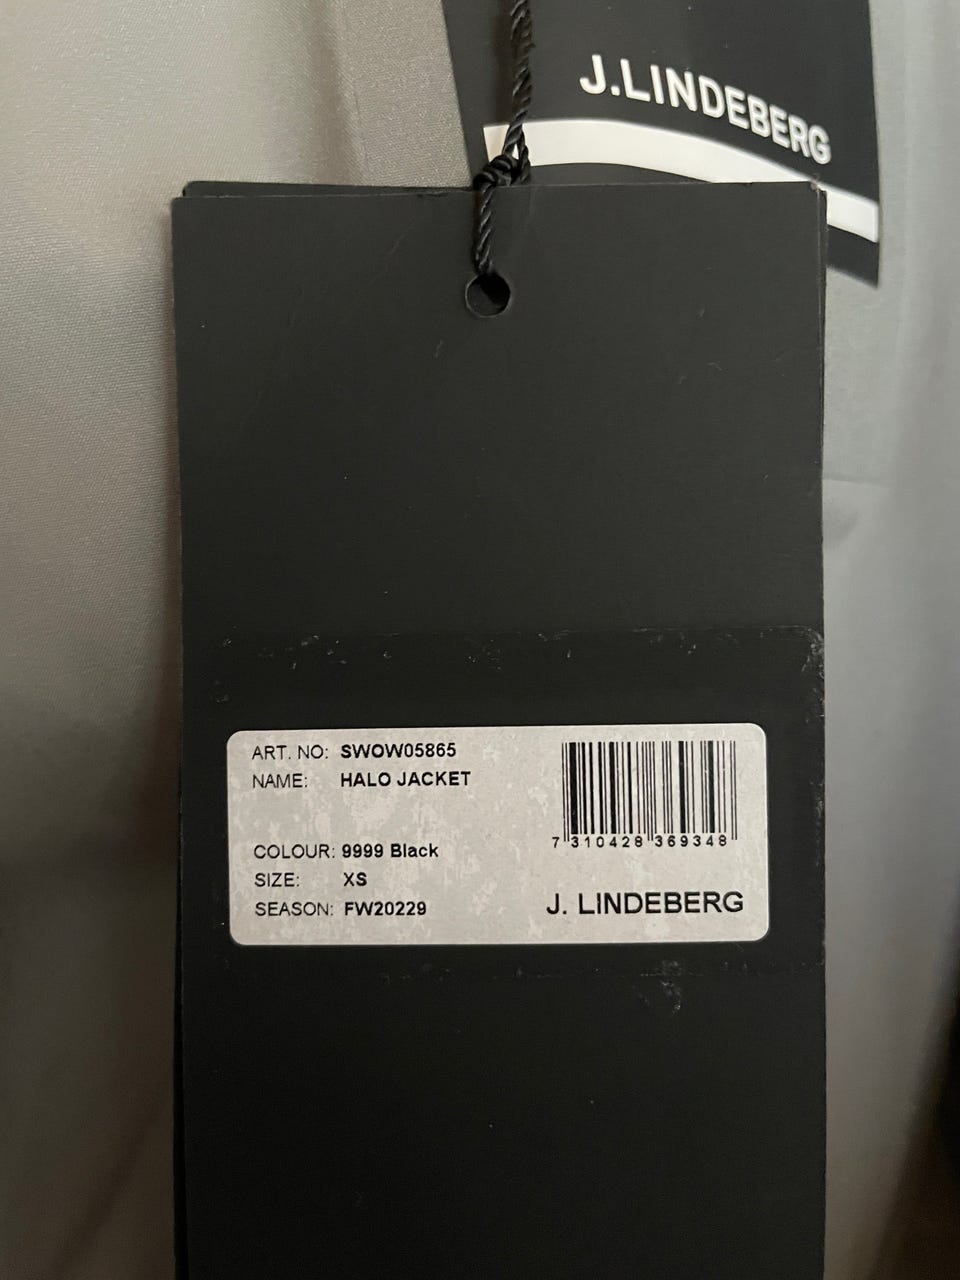 J.LINDEBERG
ART. NO: SWOW05865
NAME: HALO JACKET
7 310428 369348
COLOUR: 9999 Black
SIZE: XS
SEASON: FW20229
J. LINDEBERG